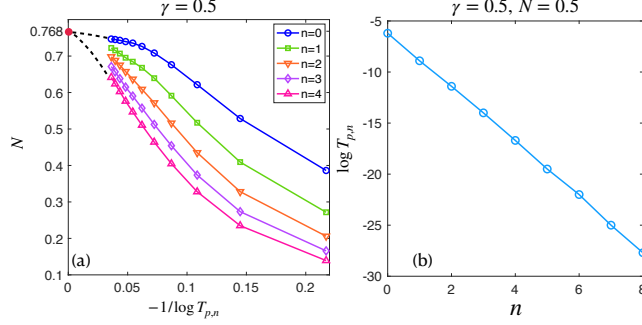 γ = 0.5
N
0.768
0.7
0.6
0.5
0.4
0.3
0.2
0.1
n=0
n=1
n=2
n=3
n=4
(a)
0 0.05 0.1 0.15 0.2
−1/log T_{p,n}
γ = 0.5, N = 0.5
log T_{p,n}
-5
-10
-15
-20
-25
-30
(b)
0 2 4 6 8
n